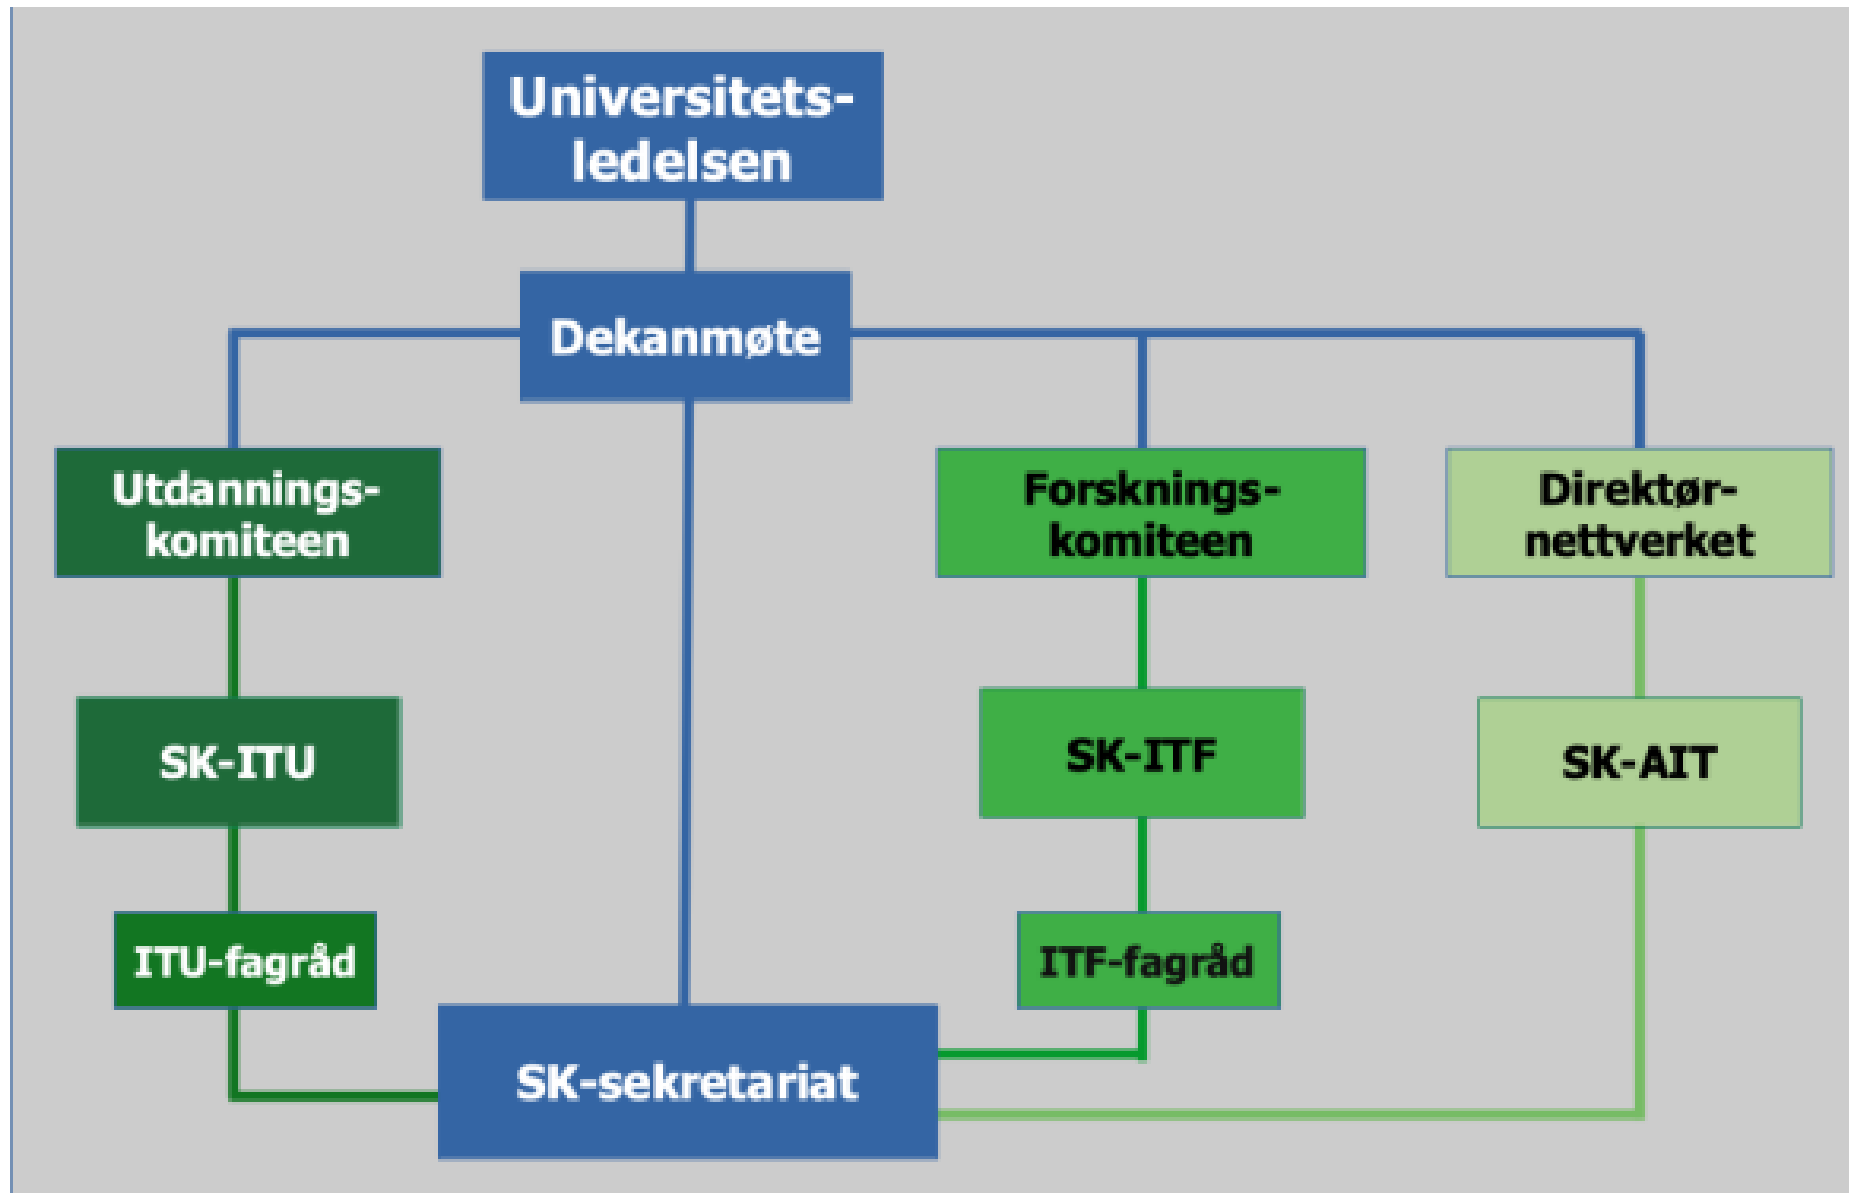 Universitets-
ledelsen
Dekanmøte
Utdannings-
komiteen
Forsknings-
komiteen
Direktør-
nettverket
SK-ITU
SK-ITF
SK-AIT
ITU-fagråd
ITF-fagråd
SK-sekretariat